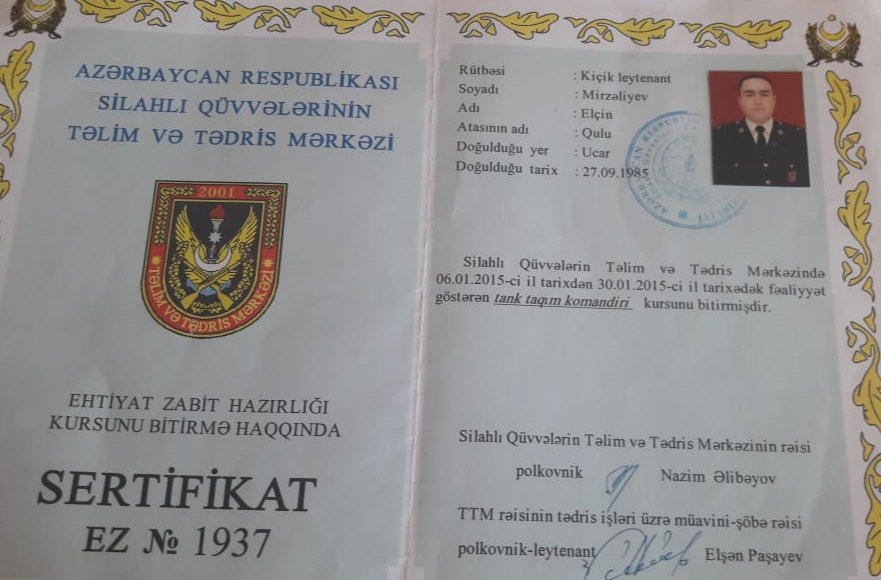 AZƏRBAYCAN RESPUBLİKASI
SİLAHLI QÜVVƏLƏRİNİN
TƏLİM VƏ TƏDRİS MƏRKƏZİ
2001
TƏLİM VƏ TƏDRİS MƏRKƏZİ
EHTİYAT ZABİT HAZIRLIĞI
KURSUNU BİTİRMƏ HAQQINDA
SERTİFİKAT
EZ № 1937
Rütbəsi : Kiçik leytenant
Soyadı : Mirzəliyev
Adı : Elçin
Atasının adı : Qulu
Doğulduğu yer : Ucar
Doğulduğu tarix : 27.09.1985
Silahlı Qüvvələrin Təlim və Tədris Mərkəzində
06.01.2015-ci il tarixdən 30.01.2015-ci il tarixədək fəaliyyət
göstərən tank taqım komandiri kursunu bitirmişdir.
Silahlı Qüvvələrin Təlim və Tədris Mərkəzinin rəisi
polkovnik Nazim Əlibəyov
TTM rəisinin tədris işləri üzrə müavini-şöbə rəisi
polkovnik-leytenant Elşən Paşayev